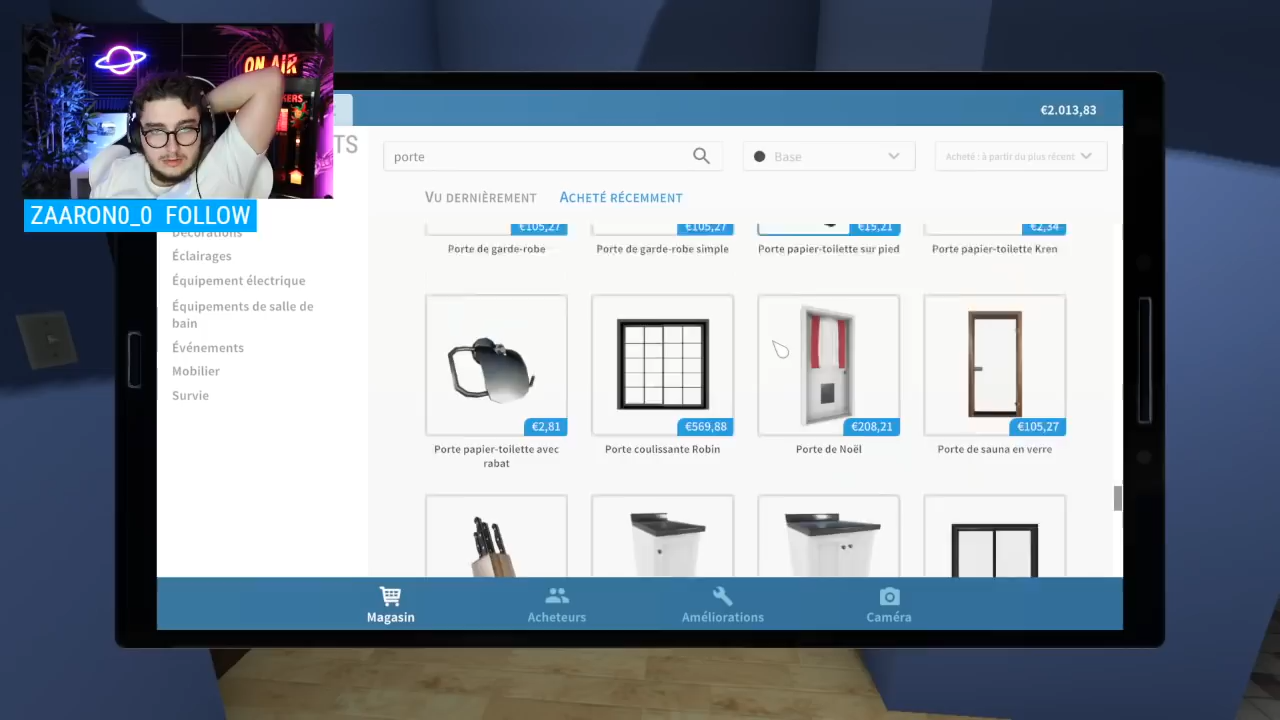 ON AIR
KERS
ZAARON0_0 FOLLOW
€2.013,83
TS
porte
Base
Acheté : à partir du plus récent
VU DERNIÈREMENT
ACHETÉ RÉCEMMENT
Décorations
Éclairages
Équipement électrique
Équipements de salle de
bain
Événements
Mobilier
Survie
€105,27
€105,27
€15,21
€2,34
Porte de garde-robe
Porte de garde-robe simple
Porte papier-toilette sur pied
Porte papier-toilette Kren
€2,81
€569,88
€208,21
€105,27
Porte papier-toilette avec
rabat
Porte coulissante Robin
Porte de Noël
Porte de sauna en verre
Magasin
Acheteurs
Améliorations
Caméra